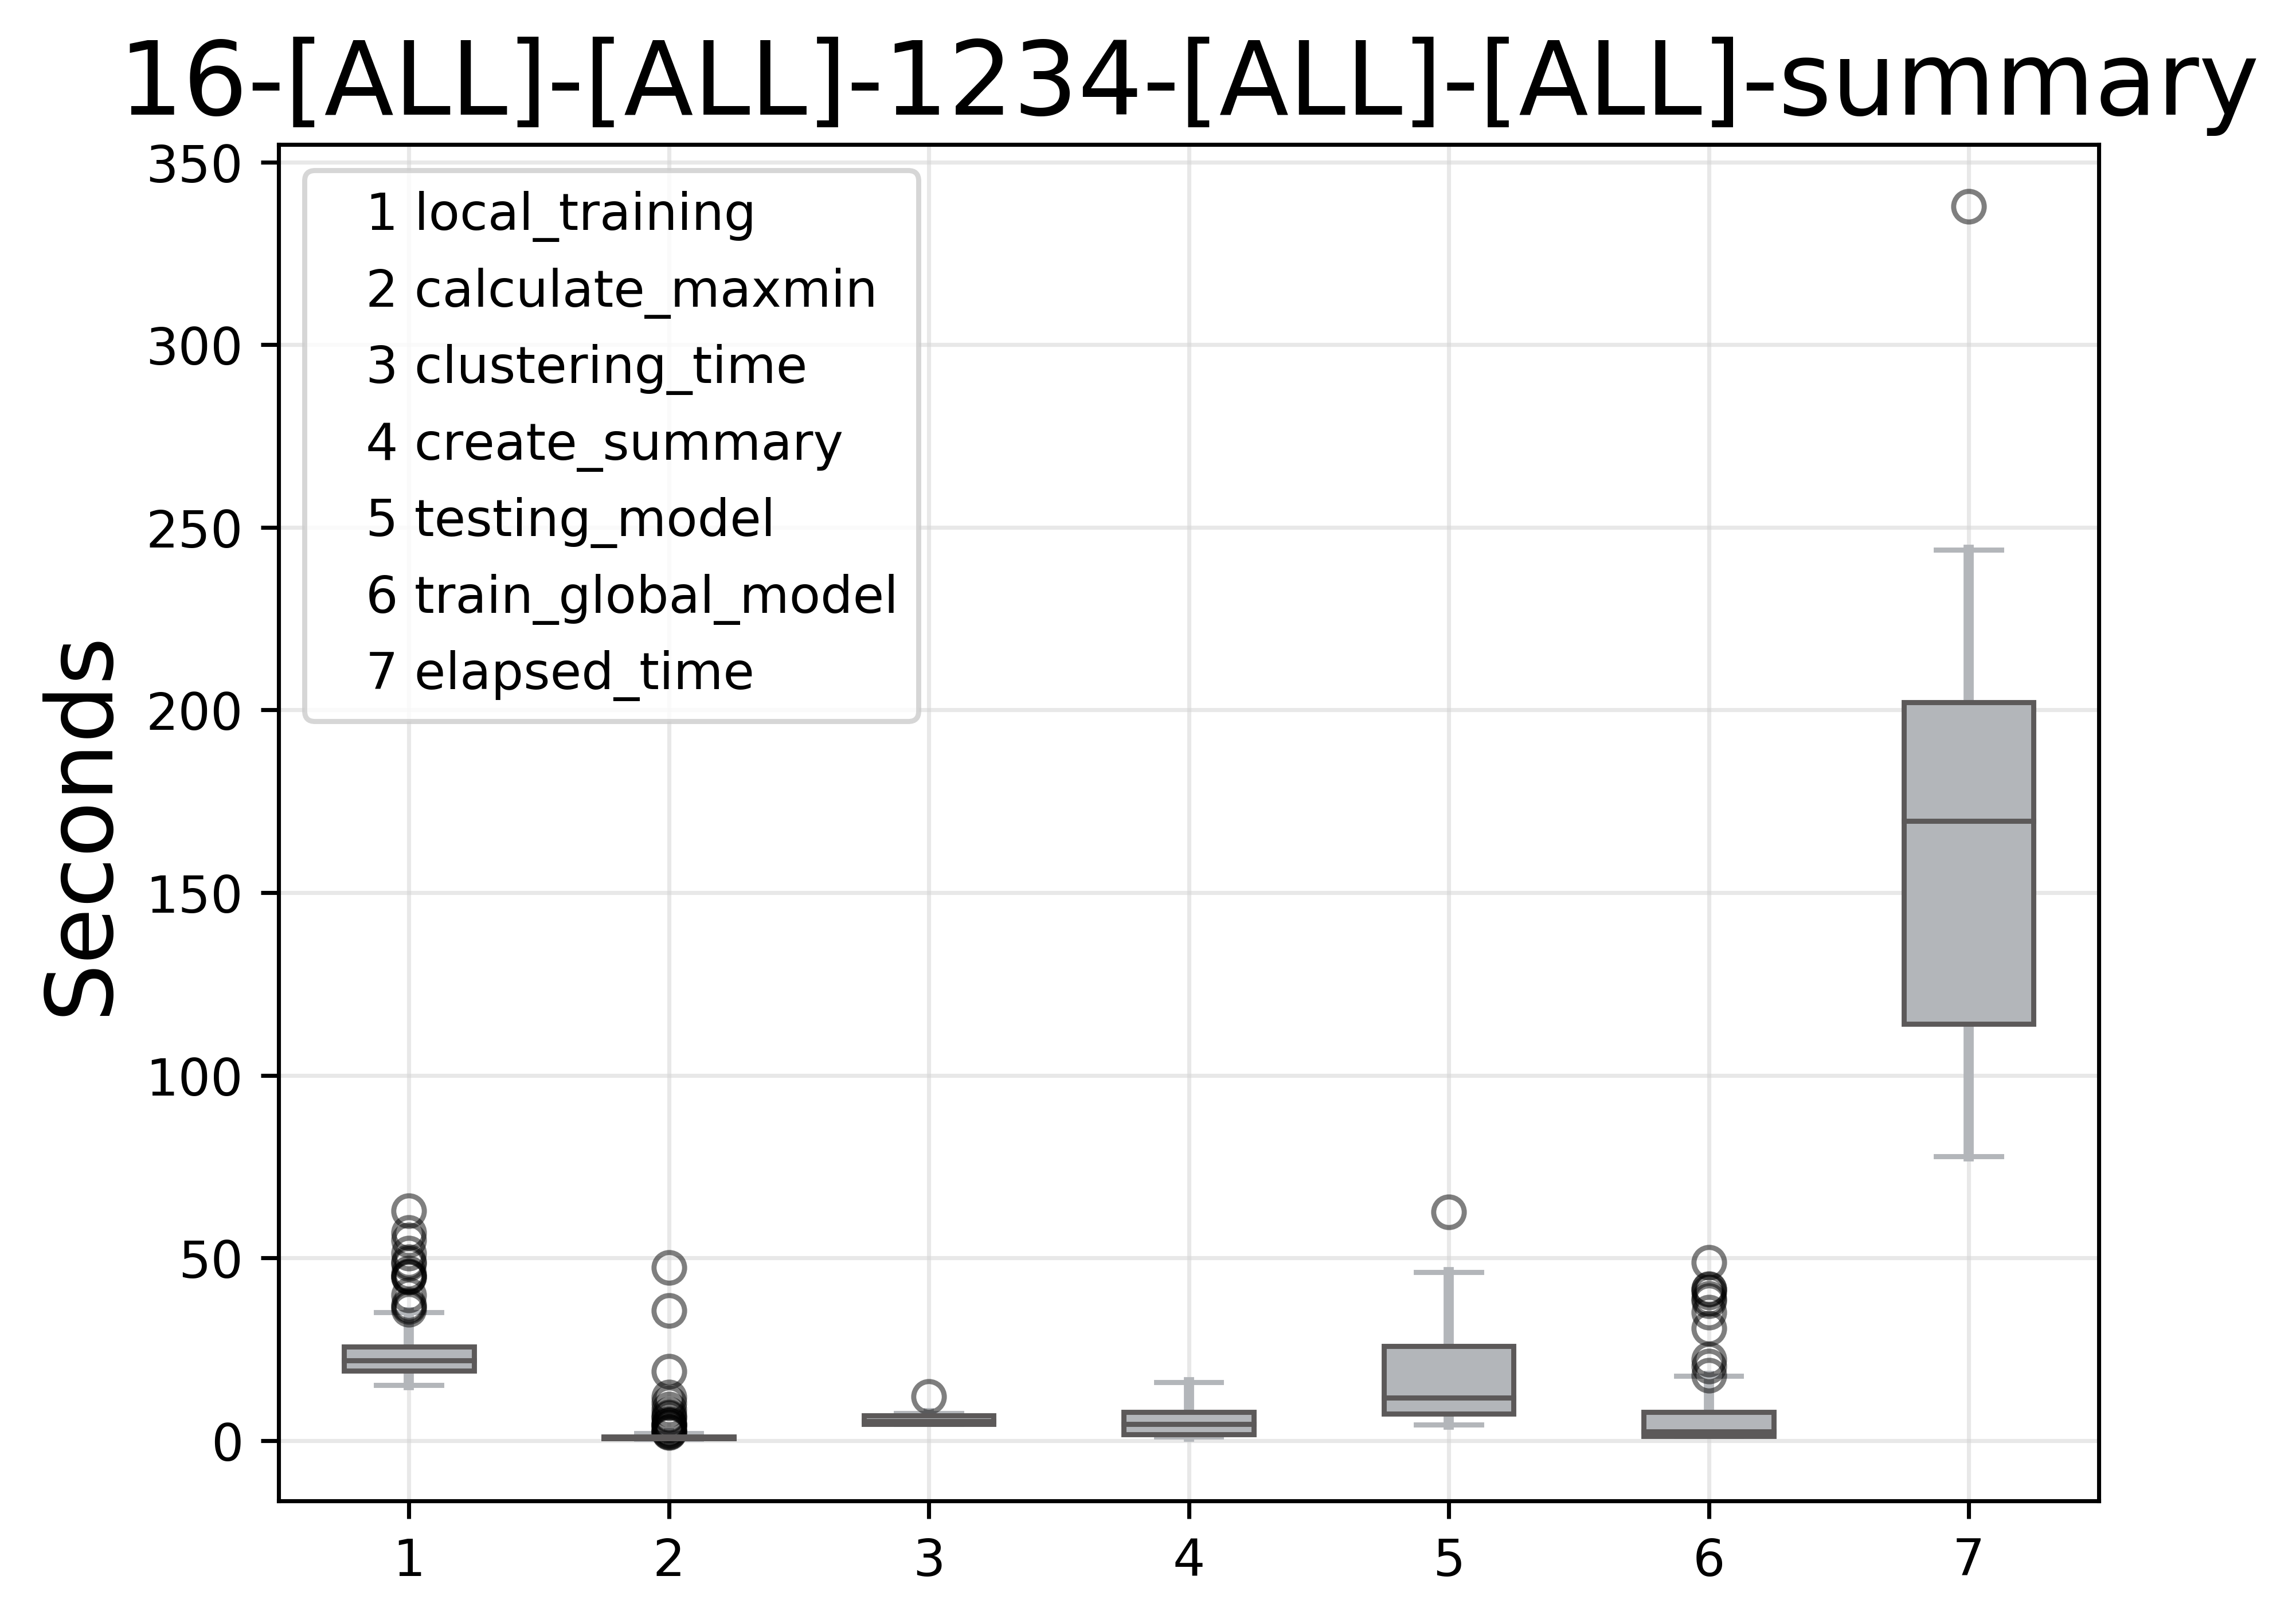 16-[ALL]-[ALL]-1234-[ALL]-[ALL]-summary
350
300
250
200
150
100
50
0
Seconds
1 local_training
2 calculate_maxmin
3 clustering_time
4 create_summary
5 testing_model
6 train_global_model
7 elapsed_time
1 2 3 4 5 6 7